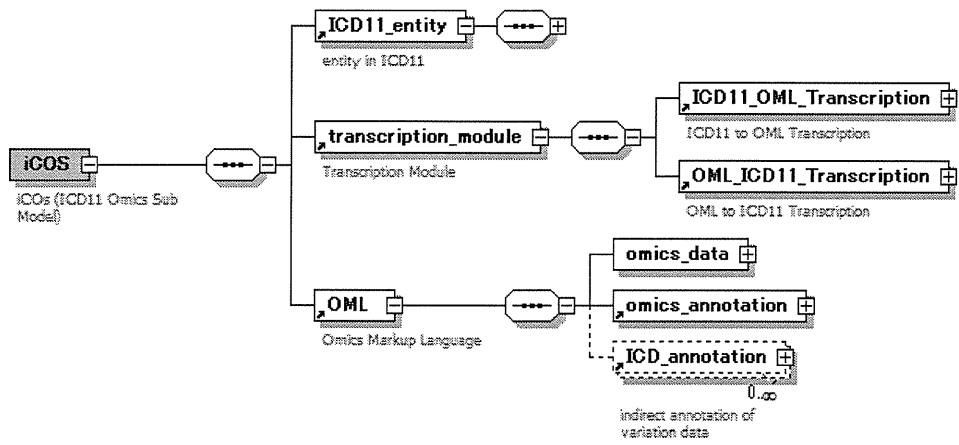 ICD11_entity
entity in ICD11
ICD11_OML_Transcription
ICD11 to OML Transcription
transcription_module
Transcription Module
iCOS
iCOs (ICD11 Omics Sub
Model)
OML_ICD11_Transcription
OML to ICD11 Transcription
omics_data
OML
Omics Markup Language
omics_annotation
ICD_annotation
0..∞
indirect annotation of
variation data